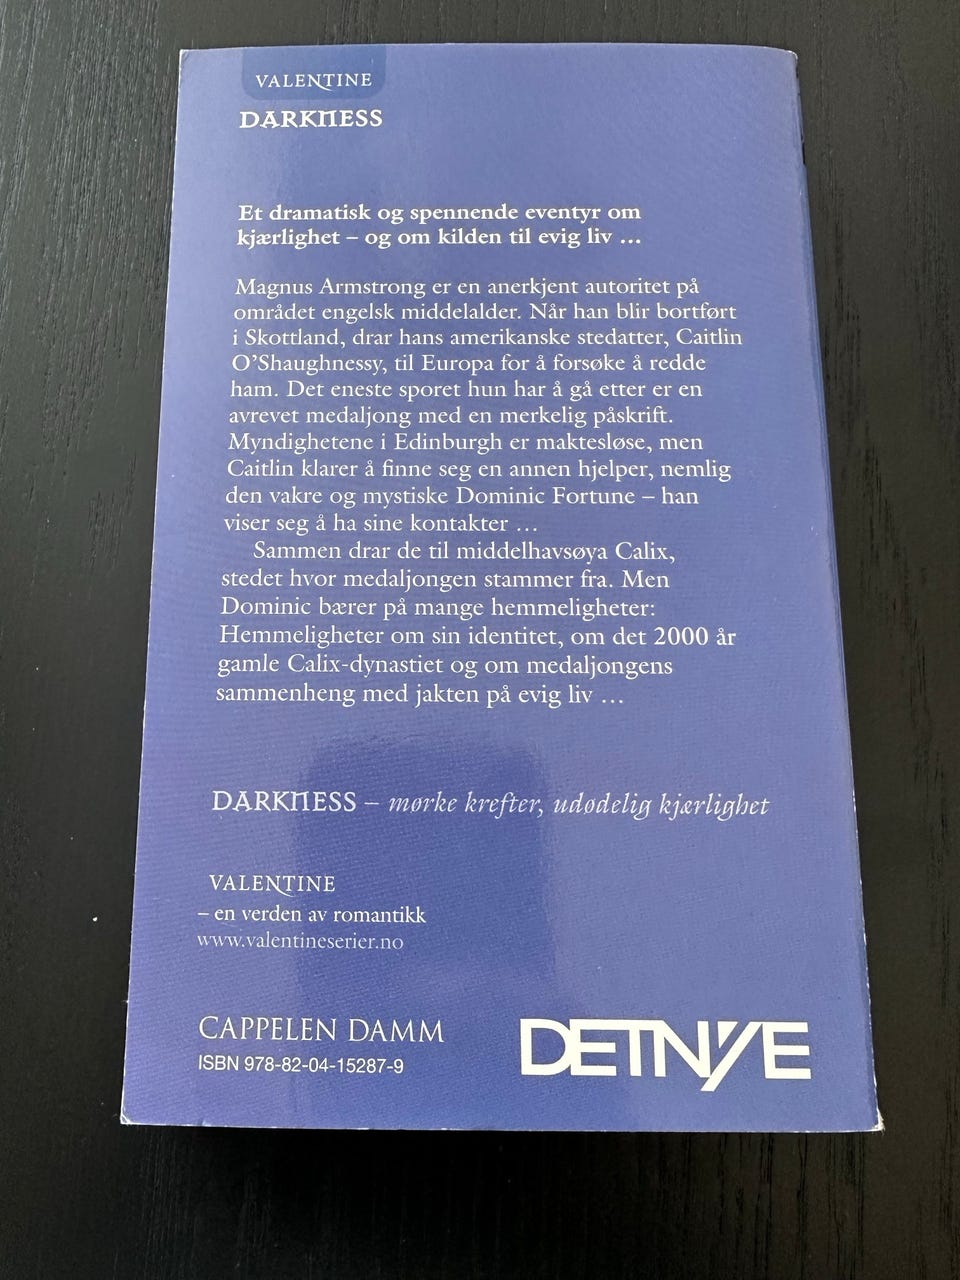 VALENTINE
DARKNESS
Et dramatisk og spennende eventyr om
kjærlighet – og om kilden til evig liv ...
Magnus Armstrong er en anerkjent autoritet på
området engelsk middelalder. Når han blir bortført
i Skottland, drar hans amerikanske stedatter, Caitlin
O'Shaughnessy, til Europa for å forsøke å redde
ham. Det eneste sporet hun har å gå etter er en
avrevet medaljong med en merkelig påskrift.
Myndighetene i Edinburgh er maktesløse, men
Caitlin klarer å finne seg en annen hjelper, nemlig
den vakre og mystiske Dominic Fortune – han
viser seg å ha sine kontakter ...
Sammen drar de til middelhavsøya Calix,
stedet hvor medaljongen stammer fra. Men
Dominic bærer på mange hemmeligheter:
Hemmeligheter om sin identitet, om det 2000 år
gamle Calix-dynastiet og om medaljongens
sammenheng med jakten på evig liv ...
DARKNESS – mørke krefter, udødelig kjærlighet
VALENTINE
– en verden av romantikk
www.valentineserier.no
CAPPELEN DAMM
ISBN 978-82-04-15287-9
DETNYE